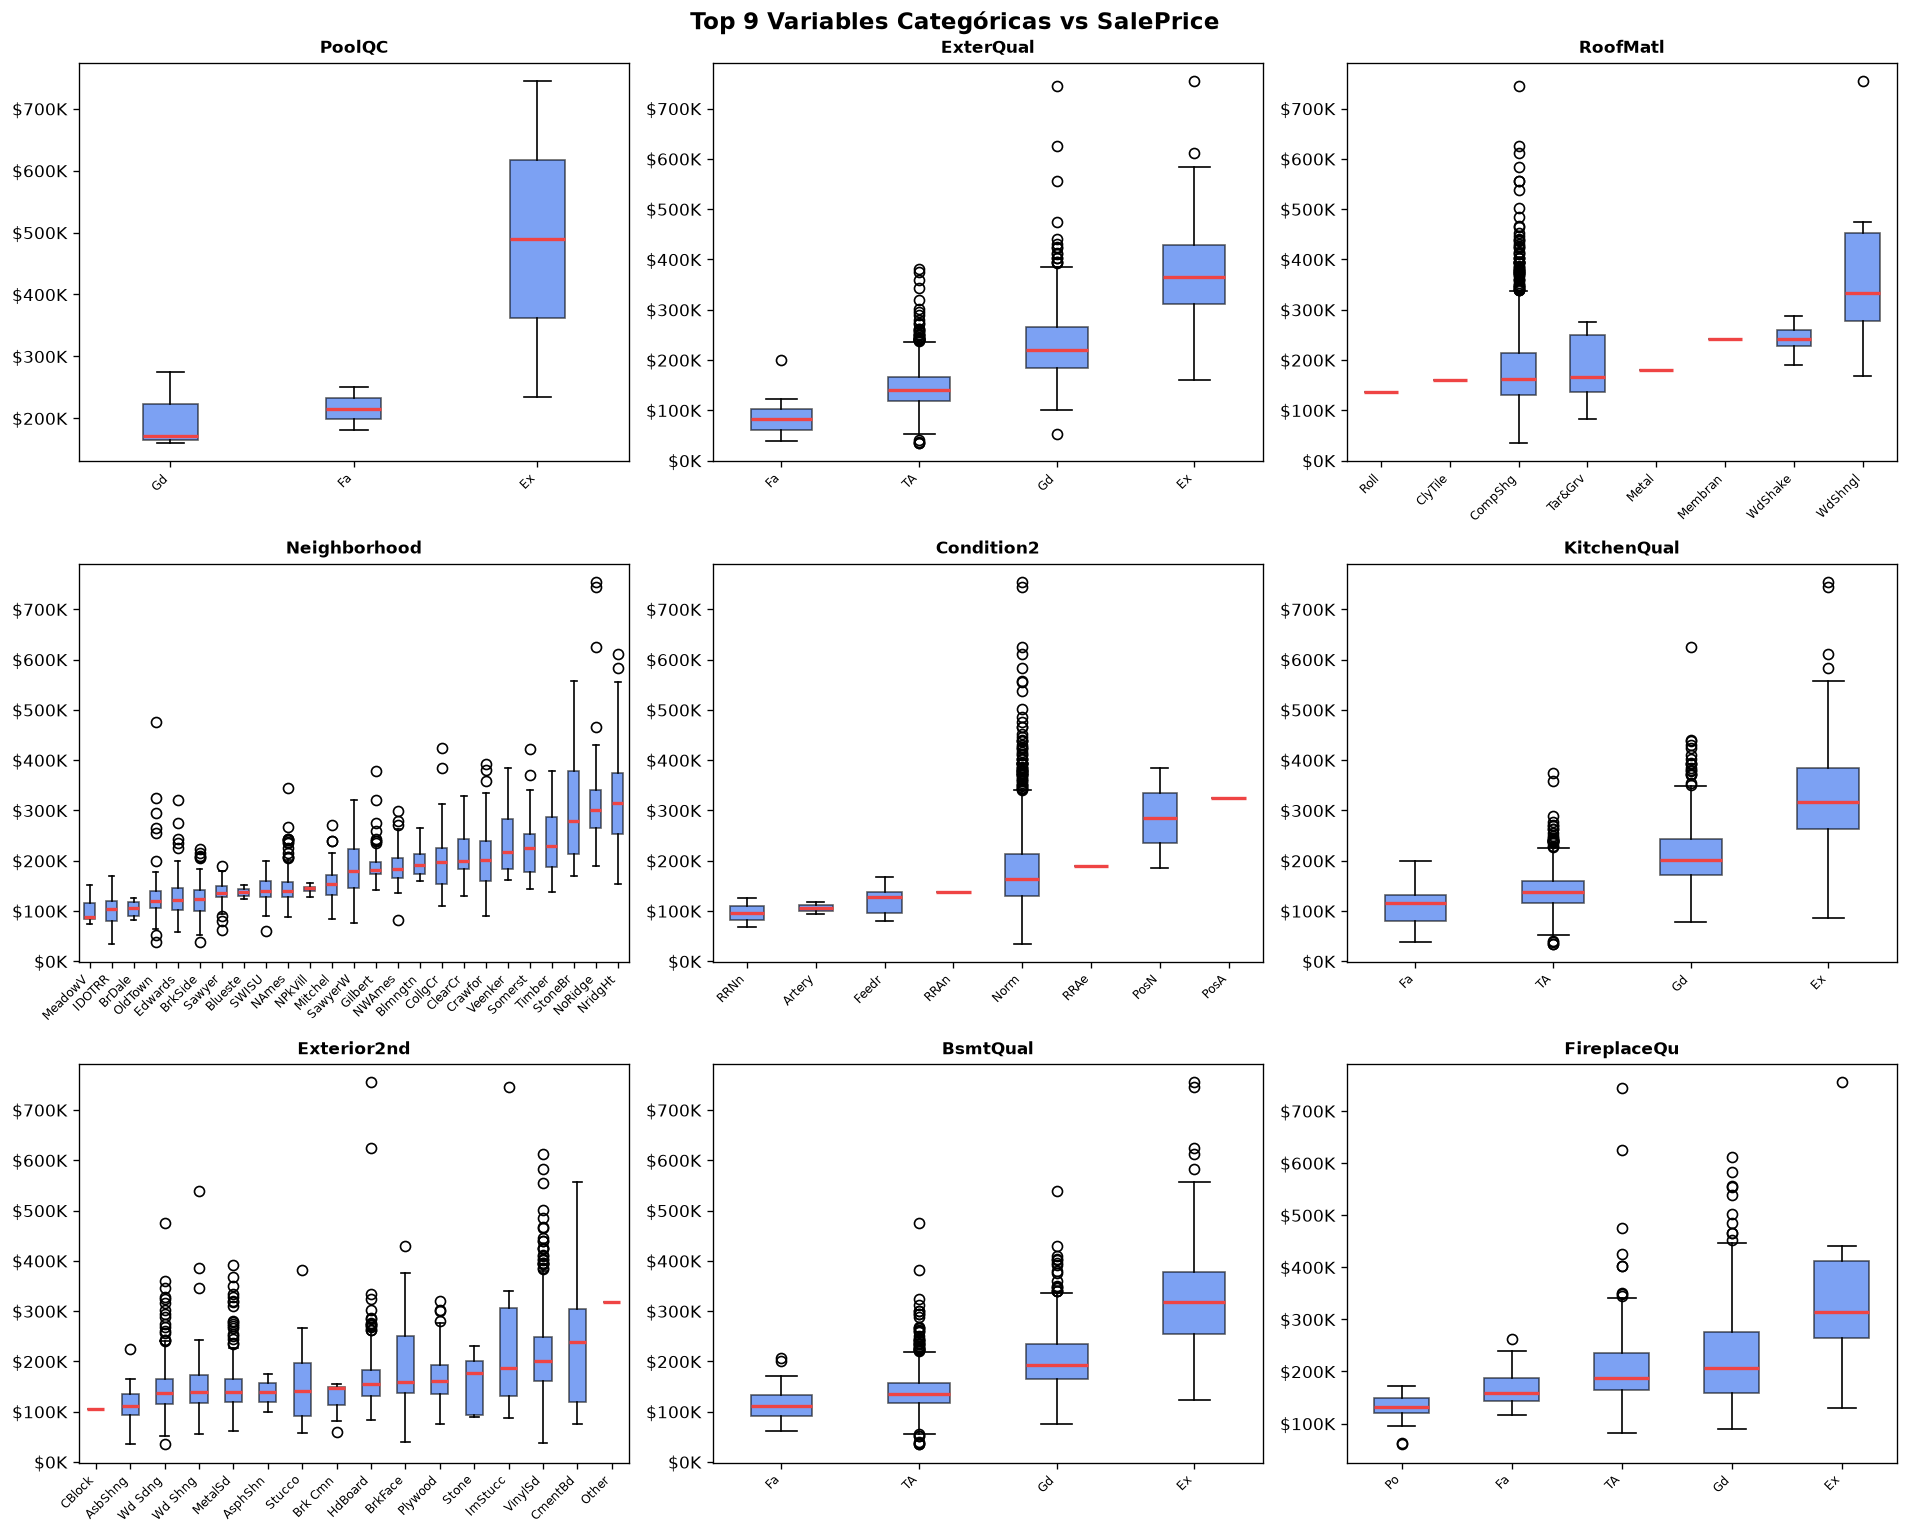 Top 9 Variables Categóricas vs SalePrice
PoolQC
$700K
$600K
$500K
$400K
$300K
$200K
Gd
Fa
Ex
ExterQual
$700K
$600K
$500K
$400K
$300K
$200K
$100K
$0K
Fa
TA
Gd
Ex
RoofMatl
$700K
$600K
$500K
$400K
$300K
$200K
$100K
$0K
Roll
ClyTile
CompShg
Tar&Grv
Metal
Membran
WdShake
WdShngl
Neighborhood
$700K
$600K
$500K
$400K
$300K
$200K
$100K
$0K
MeadowV
IDOTRR
BrDale
OldTown
Edwards
BrkSide
Sawyer
Blueste
SWISU
NAmes
NPkVill
Mitchel
SawyerW
Gilbert
NWAmes
Blmngtn
CollgCr
ClearCr
Crawfor
Veenker
Somerst
Timber
StoneBr
NoRidge
NridgHt
Condition2
$700K
$600K
$500K
$400K
$300K
$200K
$100K
$0K
RRNn
Artery
Feedr
RRAn
Norm
RRAe
PosN
PosA
KitchenQual
$700K
$600K
$500K
$400K
$300K
$200K
$100K
$0K
Fa
TA
Gd
Ex
Exterior2nd
$700K
$600K
$500K
$400K
$300K
$200K
$100K
$0K
CBlock
AsbShng
Wd Sdng
Wd Shng
MetalSd
AsphShn
Stucco
Brk Cmn
HdBoard
BrkFace
Plywood
Stone
ImStucc
VinylSd
CmentBd
Other
BsmtQual
$700K
$600K
$500K
$400K
$300K
$200K
$100K
$0K
Fa
TA
Gd
Ex
FireplaceQu
$700K
$600K
$500K
$400K
$300K
$200K
$100K
Po
Fa
TA
Gd
Ex